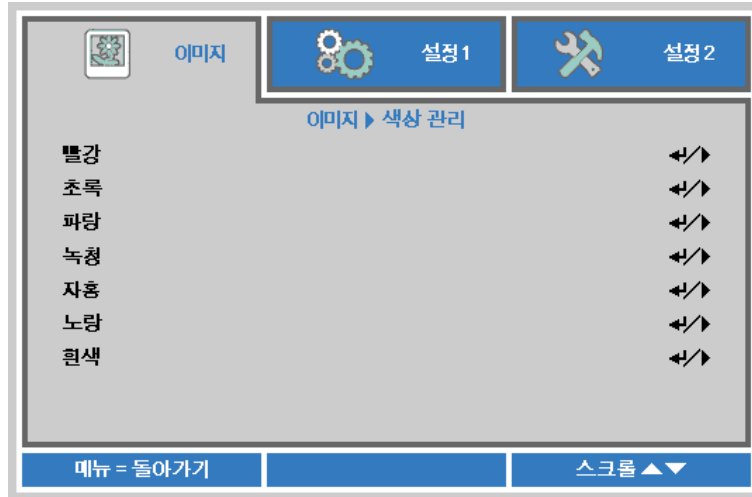 이미지 설정1 설정2
이미지 ▶ 색상 관리
빨강 ↵/▶
초록 ↵/▶
파랑 ↵/▶
녹청 ↵/▶
자홍 ↵/▶
노랑 ↵/▶
흰색 ↵/▶
메뉴 = 돌아가기 스크롤▲▼